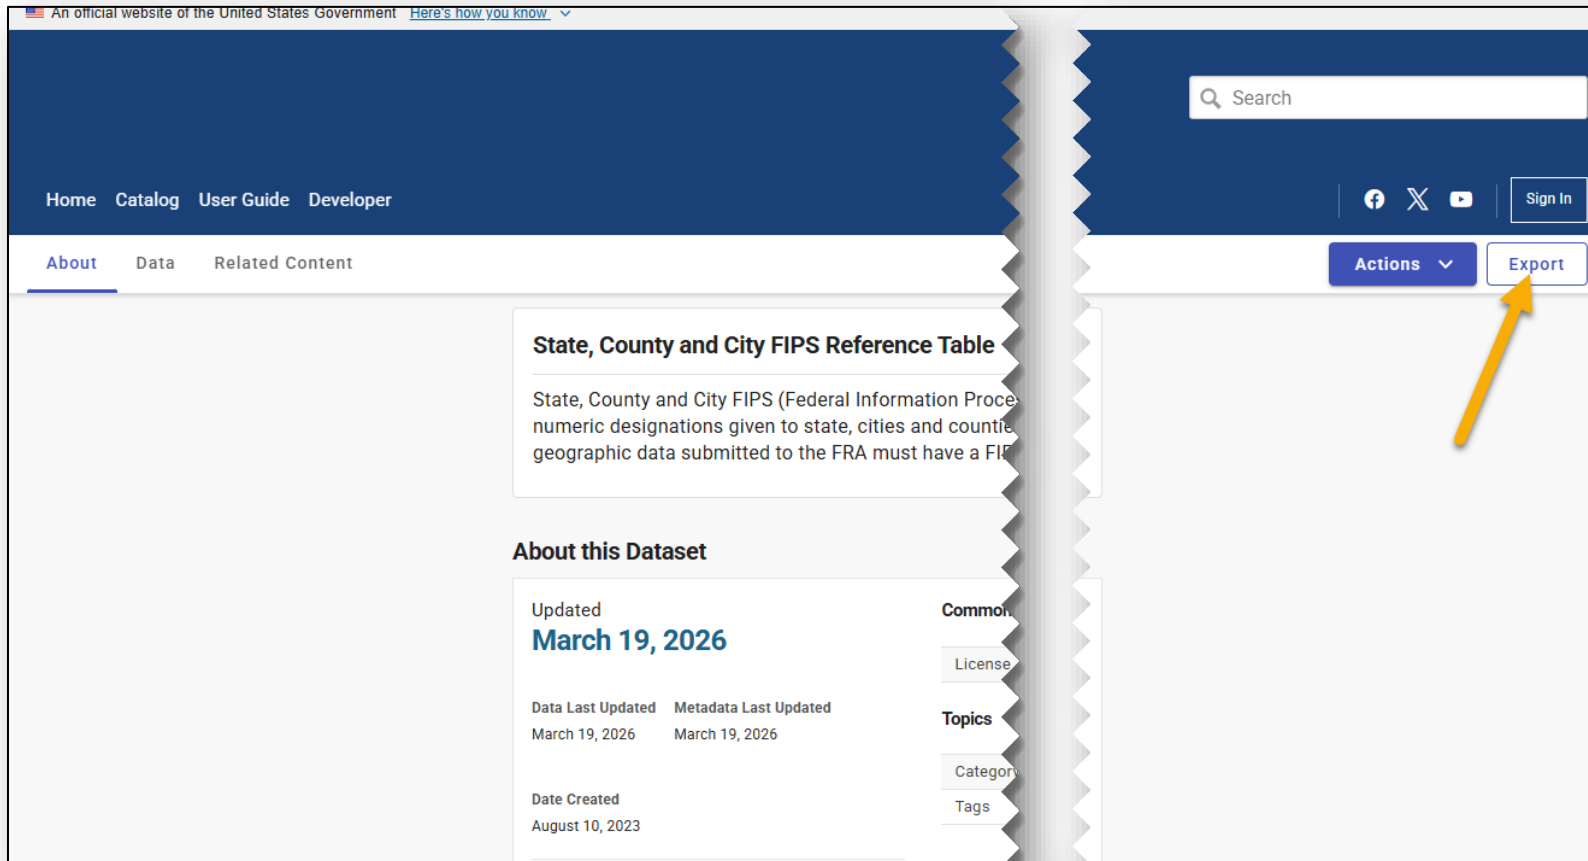 An official website of the United States Government Here's how you know
Search
Home Catalog User Guide Developer
Sign In
About Data Related Content
Actions
Export
State, County and City FIPS Reference Table
State, County and City FIPS (Federal Information
numeric designations given to state, cities and
geographic data submitted to the FRA must have a
About this Dataset
Updated
March 19, 2026
Common
License
Data Last Updated Metadata Last Updated
March 19, 2026 March 19, 2026
Topics
Category
Tags
Date Created
August 10, 2023